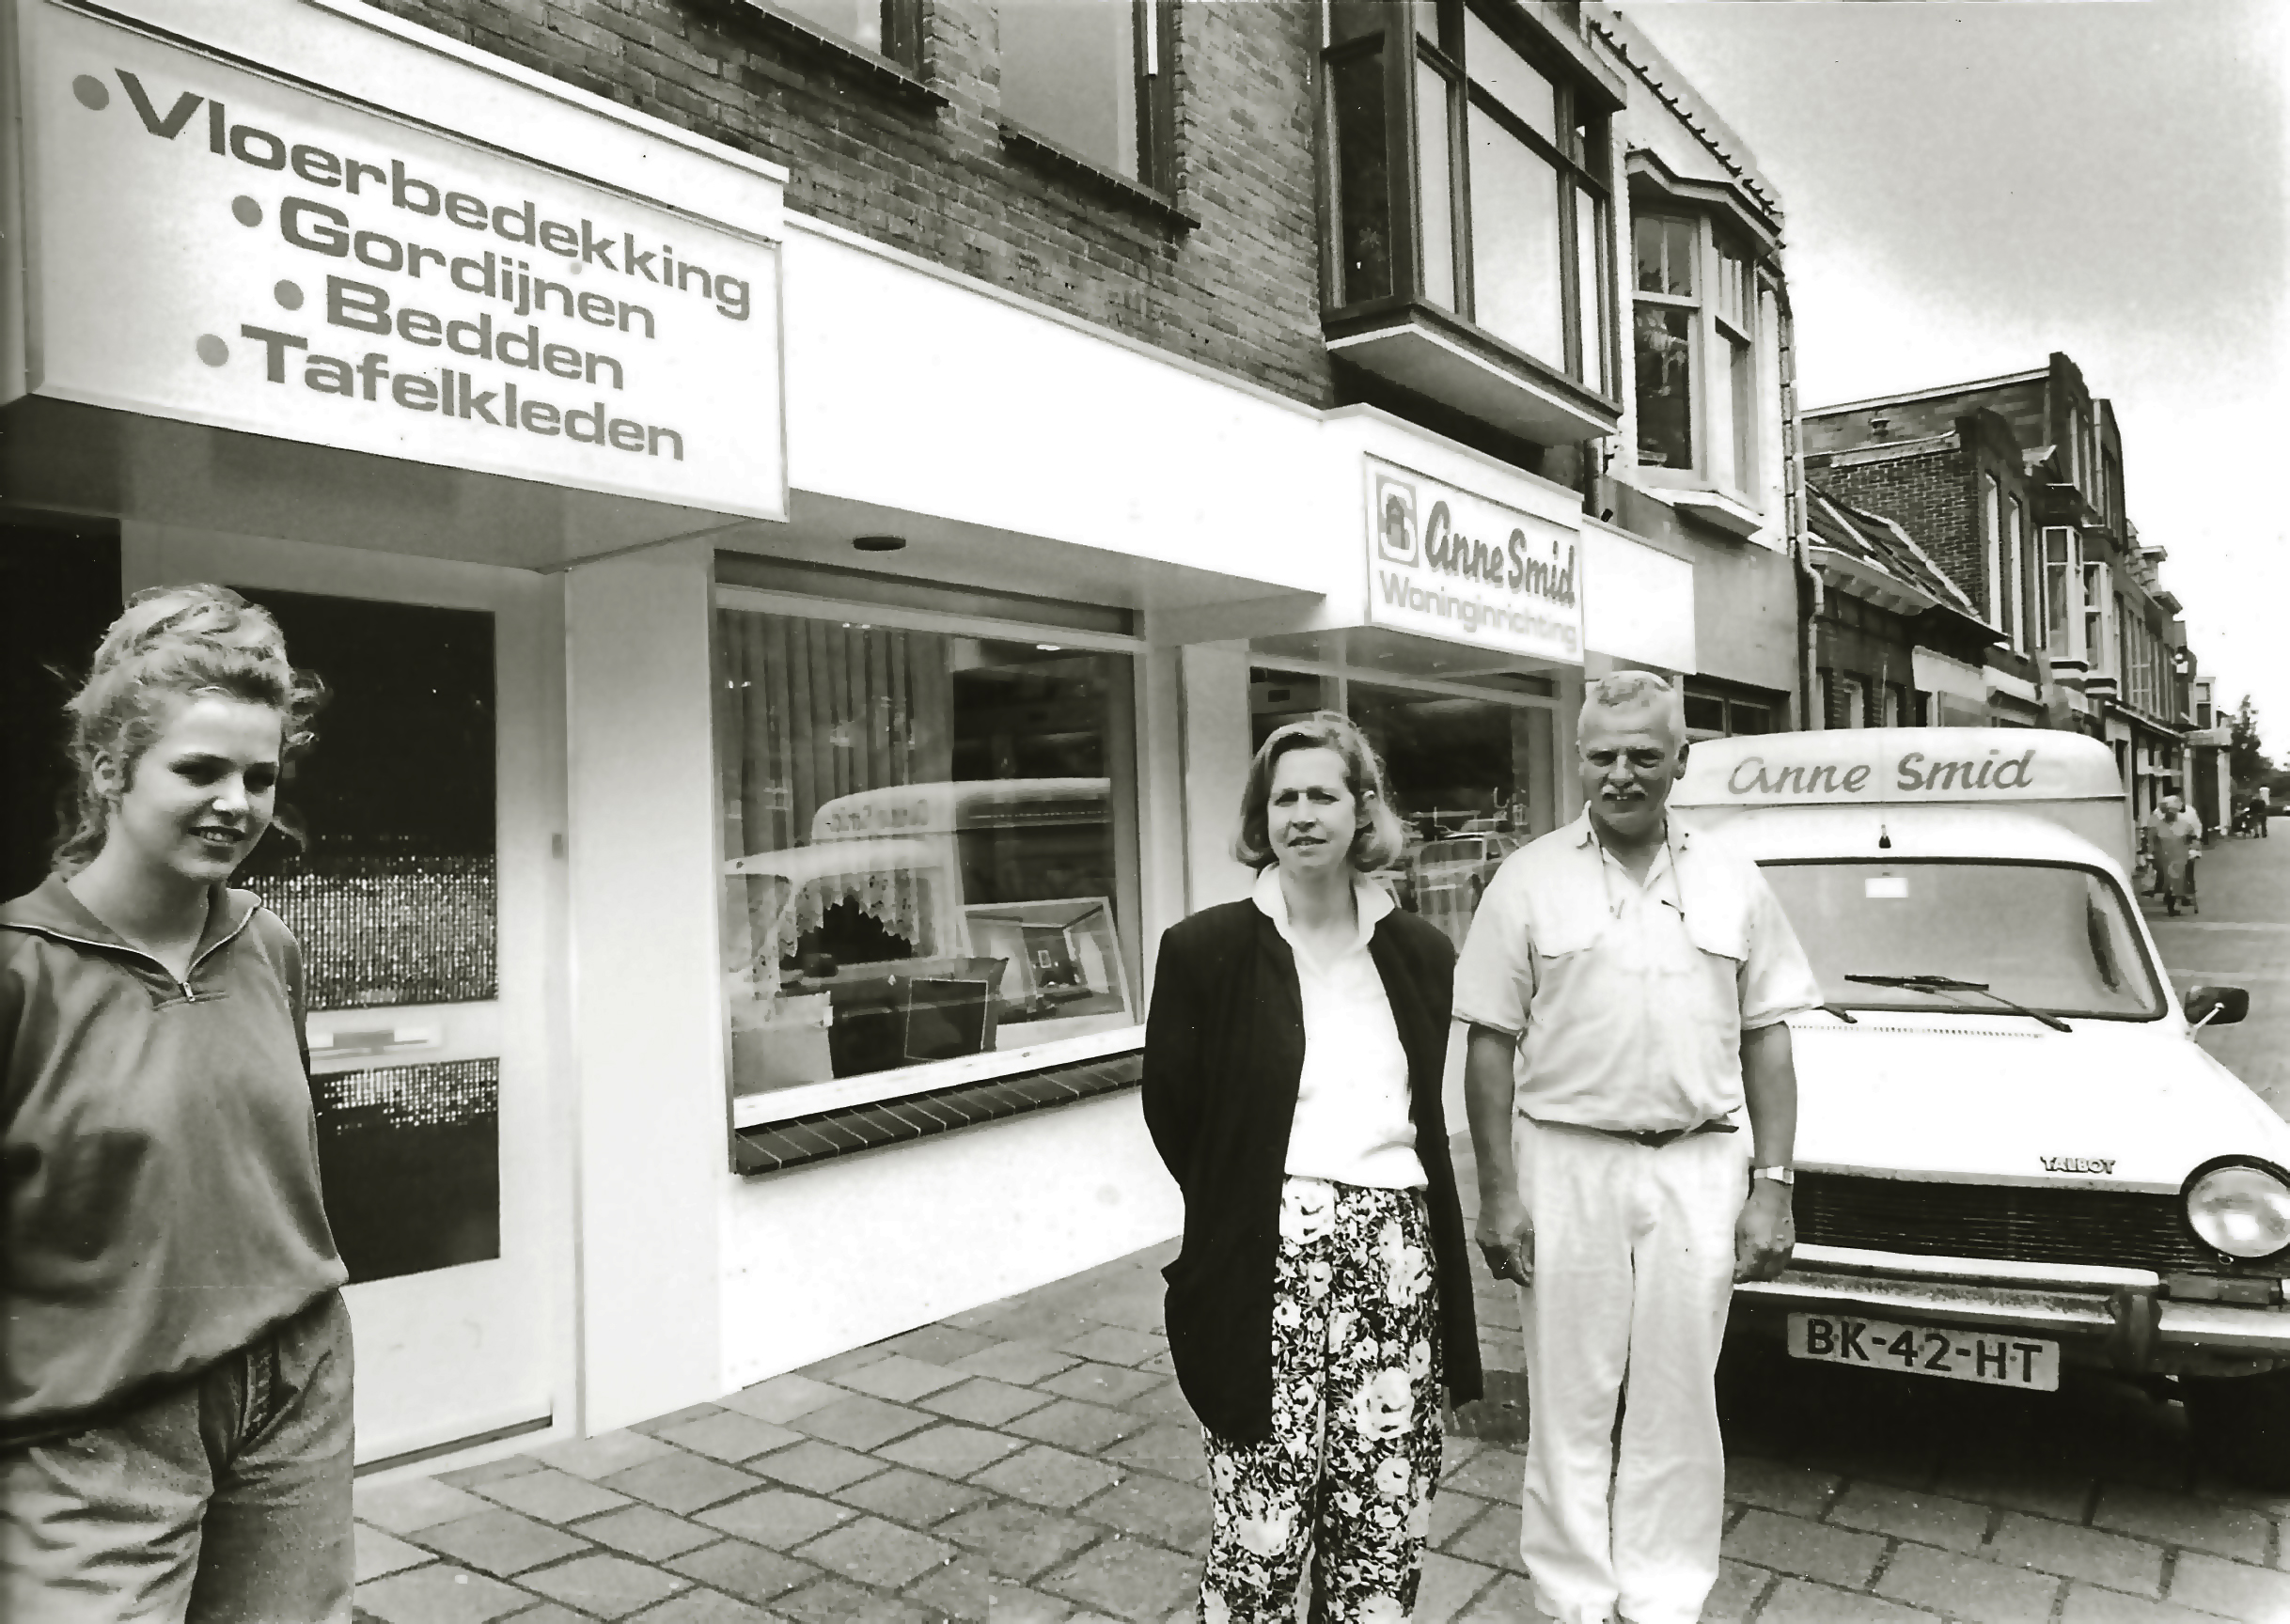 • Vloerbedekking
• Gordijnen
• Bedden
• Tafelkleden
Anne Smid
Woninginrichting
Anne Smid
TALBOT
BK-42-HT